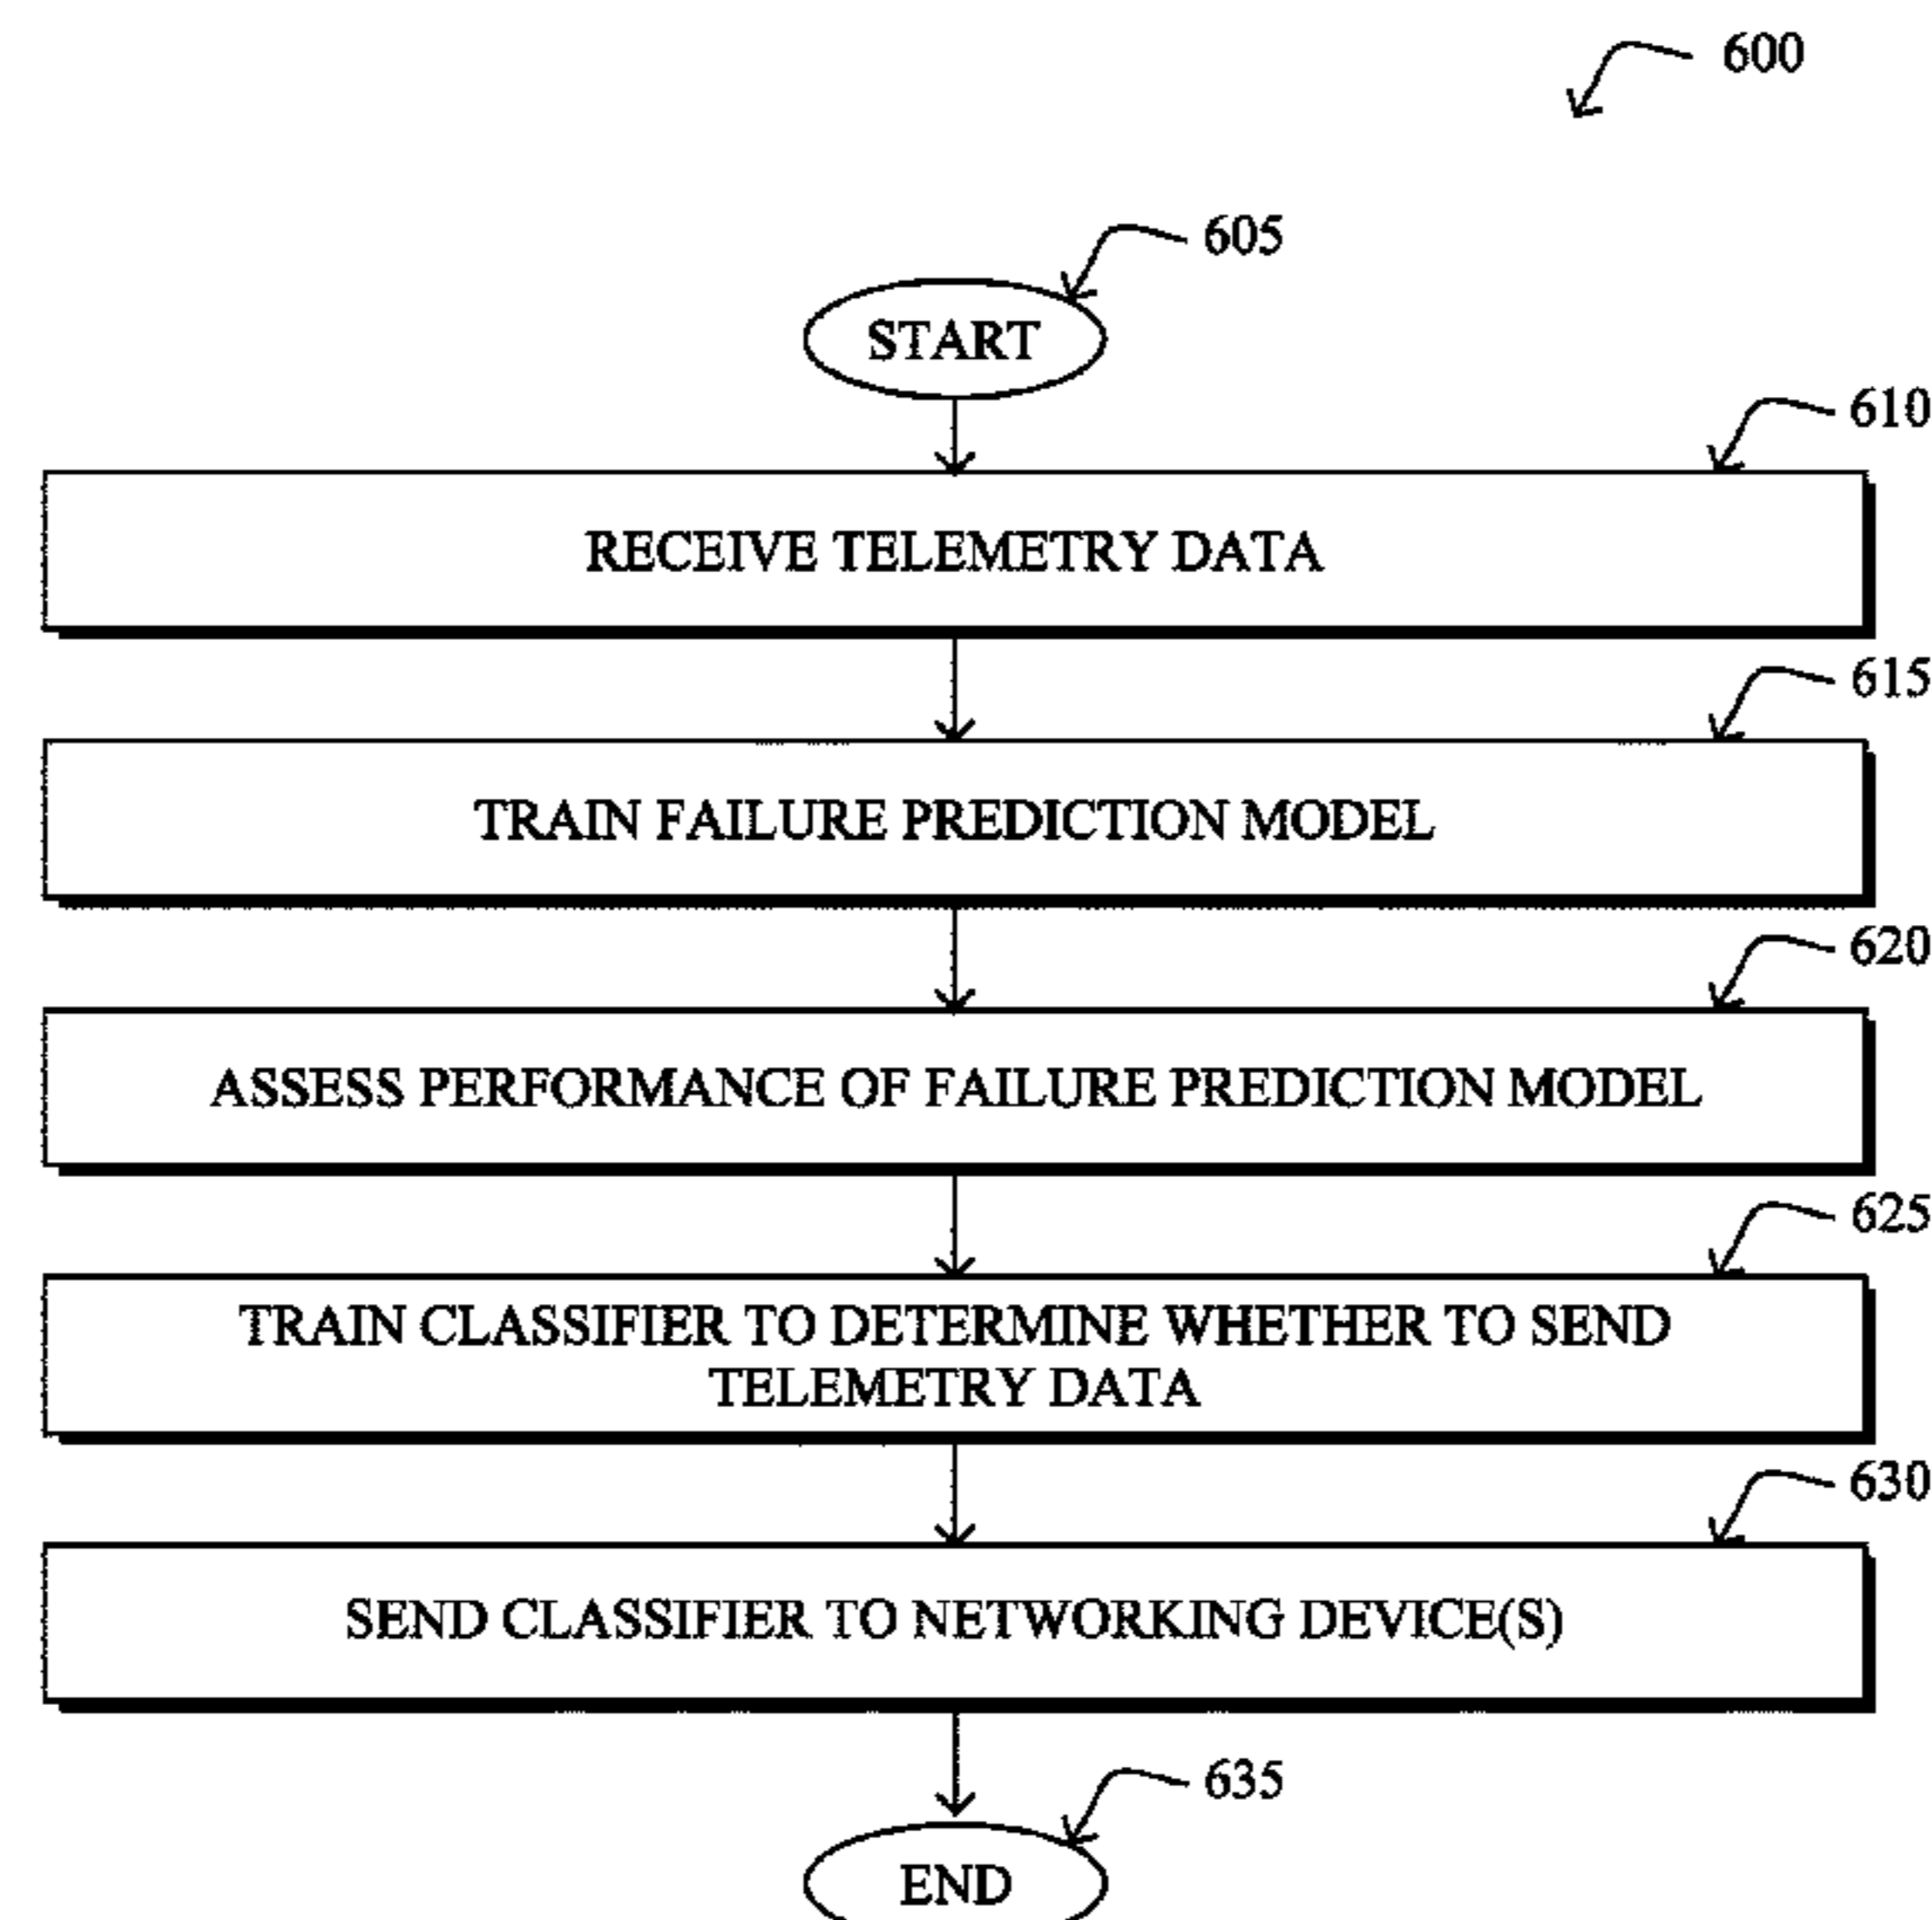 600
605
START
610
RECEIVE TELEMETRY DATA
615
TRAIN FAILURE PREDICTION MODEL
620
ASSESS PERFORMANCE OF FAILURE PREDICTION MODEL
625
TRAIN CLASSIFIER TO DETERMINE WHETHER TO SEND
TELEMETRY DATA
630
SEND CLASSIFIER TO NETWORKING DEVICE(S)
635
END